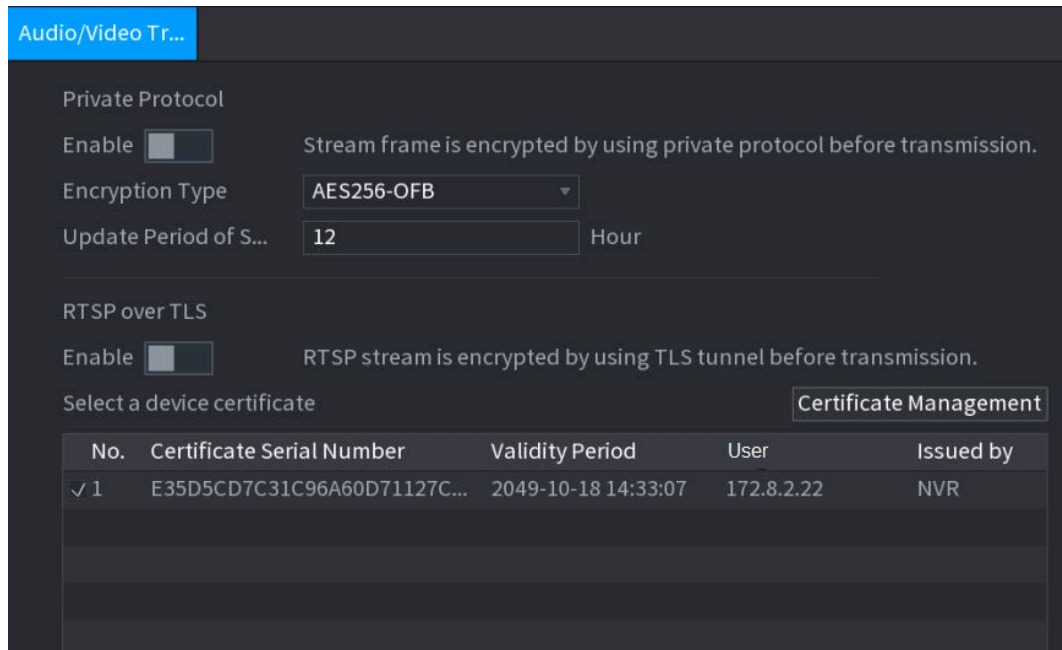 Audio/Video Tr...
Private Protocol
Enable Stream frame is encrypted by using private protocol before transmission.
Encryption Type AES256-OFB
Update Period of S... 12 Hour
RTSP over TLS
Enable RTSP stream is encrypted by using TLS tunnel before transmission.
Select a device certificate Certificate Management
No. Certificate Serial Number Validity Period User Issued by
1 E35D5CD7C31C96A60D71127C... 2049-10-18 14:33:07 172.8.2.22 NVR